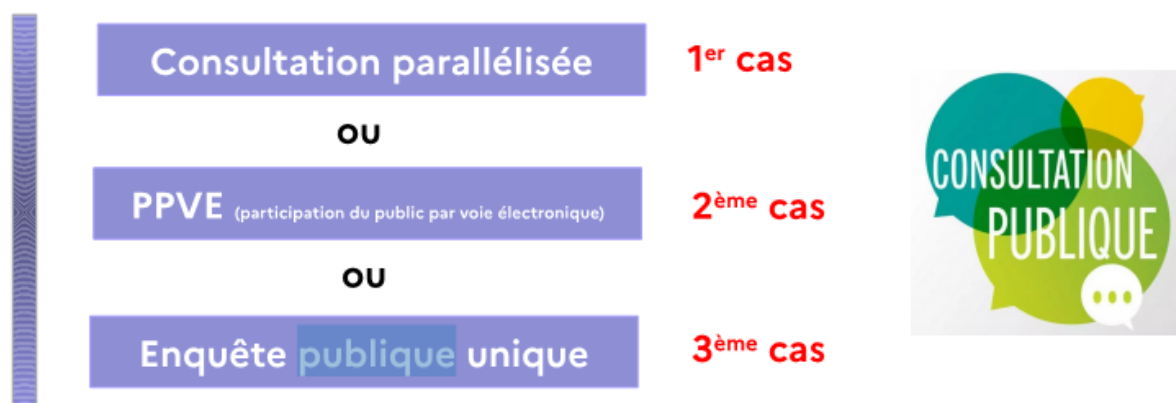 Consultation parallélisée 1er cas
ou
PPVE (participation du public par voie électronique) 2ème cas
ou
Enquête publique unique 3ème cas
CONSULTATION
PUBLIQUE